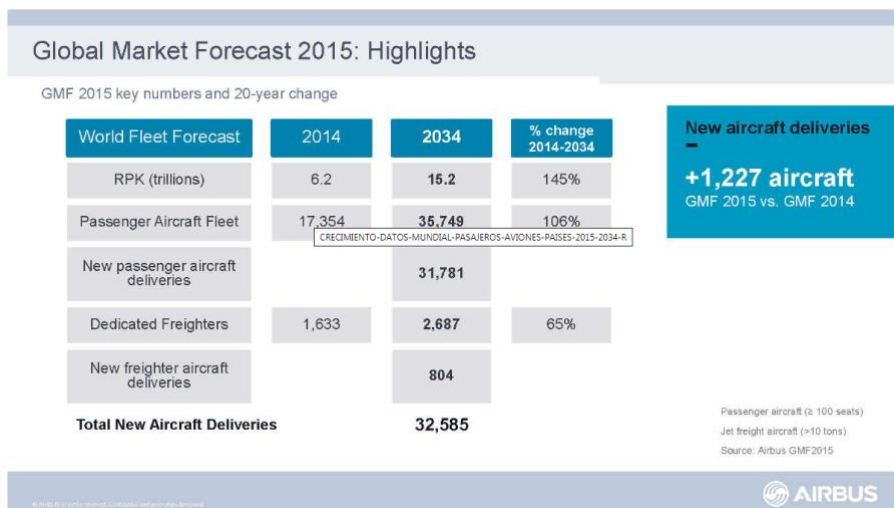 Global Market Forecast 2015: Highlights
GMF 2015 key numbers and 20-year change
World Fleet Forecast 2014 2034 % change
2014-2034
RPK (trillions) 6.2 15.2 145%
Passenger Aircraft Fleet 17,354 35,749 106%
CRECIMIENTO-DATOS-MUNDIAL-PASAJEROS-AVIONES-PAISES-2015-2034-R
New passenger aircraft
deliveries
31,781
Dedicated Freighters 1,633 2,687 65%
New freighter aircraft
deliveries
804
Total New Aircraft Deliveries 32,585
New aircraft deliveries
+1,227 aircraft
GMF 2015 vs. GMF 2014
Passenger aircraft (≥ 100 seats)
Jet freight aircraft (>10 tons)
Source: Airbus GMF2015
AIRBUS